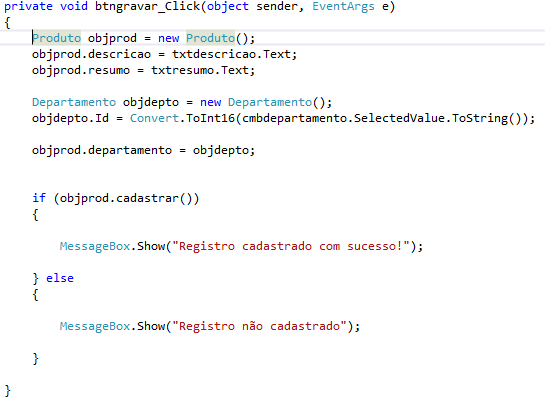 private void btngravar_Click(object sender, EventArgs e)
{
Produto objprod = new Produto();
objprod.descricao = txtdescricao.Text;
objprod.resumo = txtresumo.Text;
Departamento objdepto = new Departamento();
objdepto.Id = Convert.ToInt16(cmbdepartamento.SelectedValue.ToString());
objprod.departamento = objdepto;
if (objprod.cadastrar())
{
MessageBox.Show("Registro cadastrado com sucesso!");
} else
{
MessageBox.Show("Registro não cadastrado");
}
}